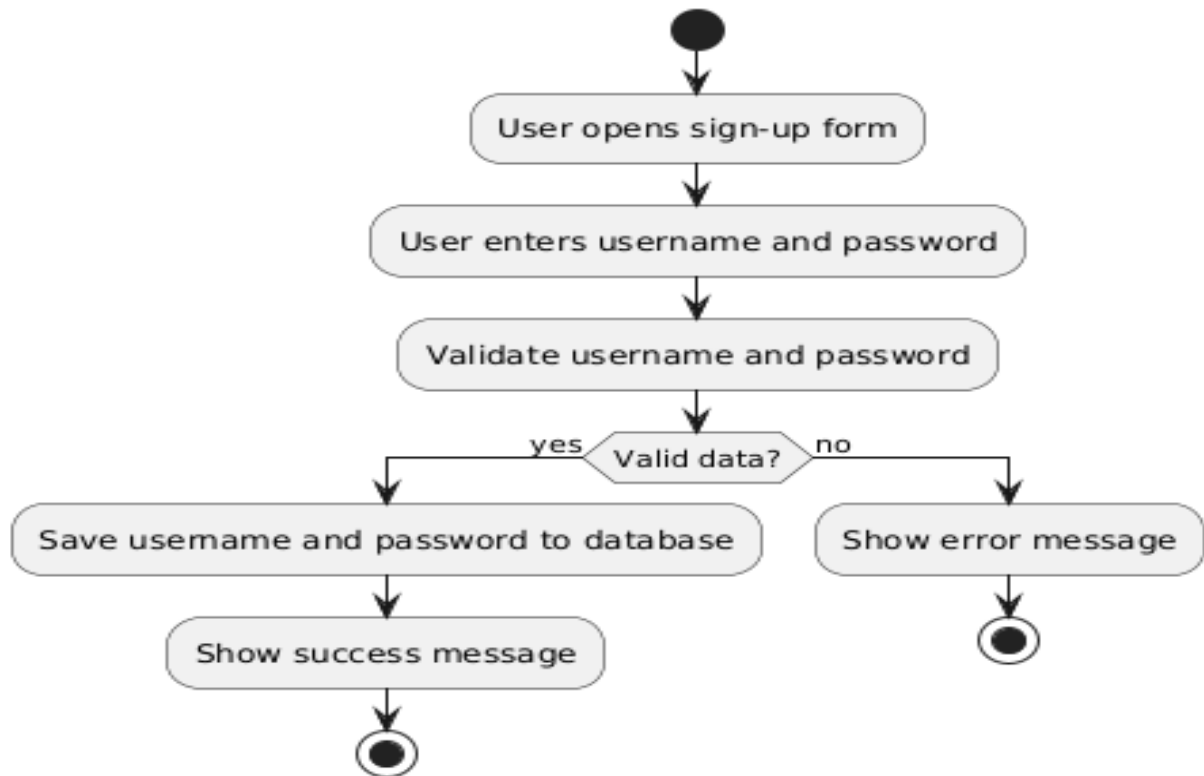 User opens sign-up form
User enters username and password
Validate username and password
yes
Valid data?
no
Save username and password to database
Show error message
Show success message